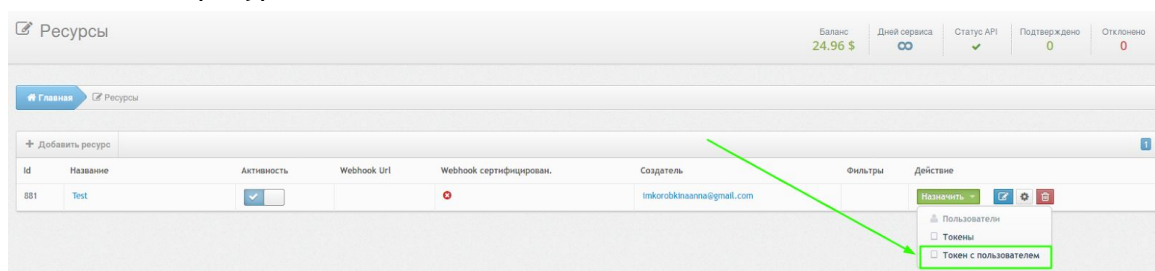 Ресурсы
Баланс
24.96 $
Дней сервиса
Статус API
Подтверждено
0
Отклонено
0
Главная Ресурсы
+ Добавить ресурс
1
Id Название Активность Webhook Url Webhook сертифицирован. Создатель Фильтры Действие
881 Test imkorobkinaanna@gmail.com Назначить
Пользователи
Токены
Токен с пользователем